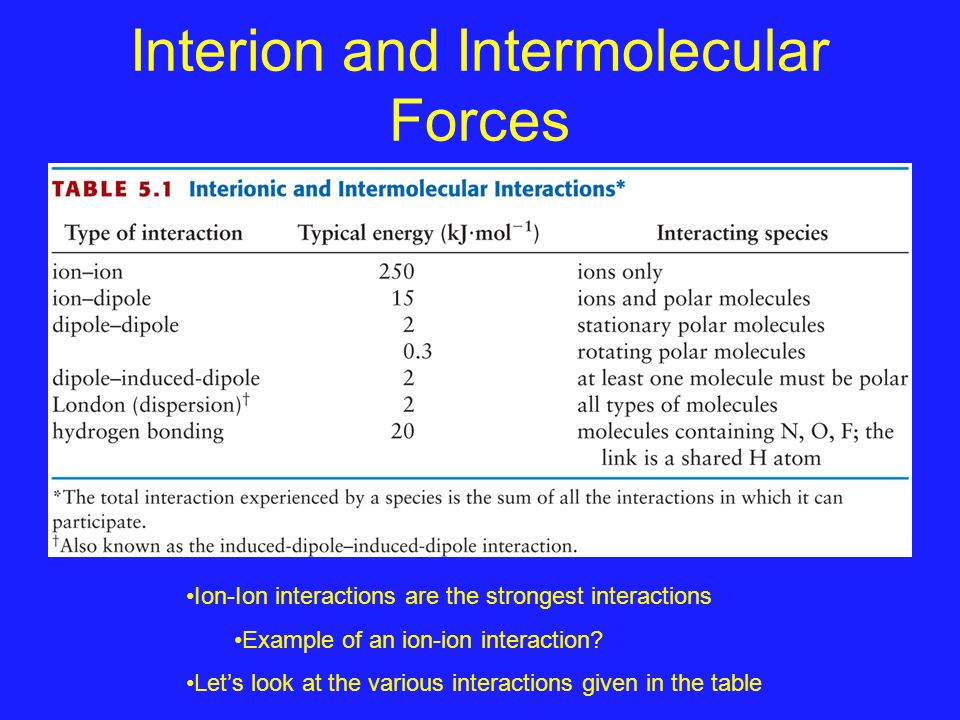 Interion and Intermolecular
Forces
TABLE 5.1 Interionic and Intermolecular Interactions*
Type of interaction Typical energy (kJ·mol⁻¹) Interacting species
ion–ion 250 ions only
ion–dipole 15 ions and polar molecules
dipole–dipole 2 stationary polar molecules
0.3 rotating polar molecules
dipole–induced-dipole 2 at least one molecule must be polar
London (dispersion)† 2 all types of molecules
hydrogen bonding 20 molecules containing N, O, F; the
link is a shared H atom
*The total interaction experienced by a species is the sum of all the interactions in which it can
participate.
†Also known as the induced-dipole–induced-dipole interaction.
•Ion-Ion interactions are the strongest interactions
•Example of an ion-ion interaction?
•Let’s look at the various interactions given in the table